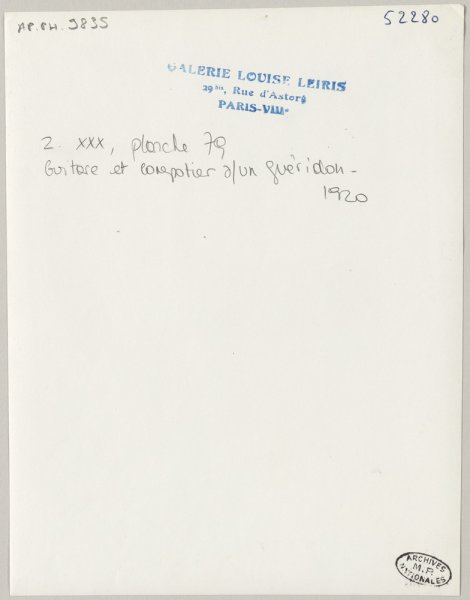 AP.PH.9835
52280
GALERIE LOUISE LEIRIS
29bis, Rue d'Astorg
PARIS-VIIIe
2. XXX, planche 79
Guitare et compotier s/un guéridon -
1920
ARCHIVES
M.P.
NATIONALES